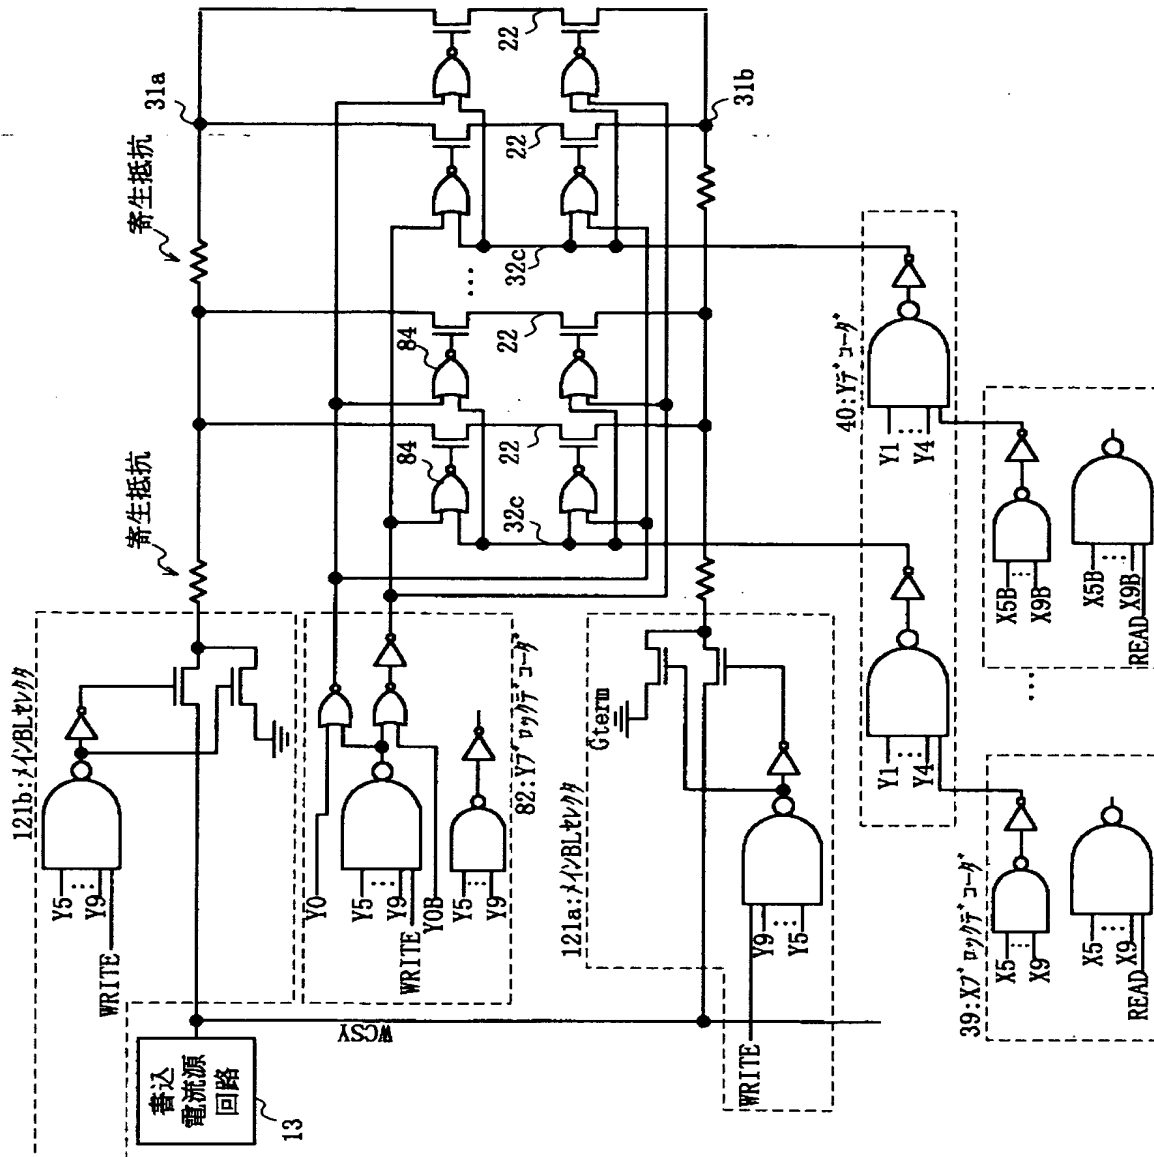 31a
寄生抵抗
寄生抵抗
22
22
22
22
31b
32c
32c
...
84
84
121b:メインBLセレクタ
Y5
Y9
WRITE
82:Yブロックデコーダ
Y0
Y5
Y9
WRITE
Y0B
Y5
Y9
121a:メインBLセレクタ
Gterm
WRITE
Y9
Y5
WCSY
書込
電流源
回路
13
40:Yデコーダ
Y1
Y4
Y1
Y4
39:Xブロックデコーダ
X5
X9
X5
X9
READ
...
X5B
X9B
X5B
X9B
READ